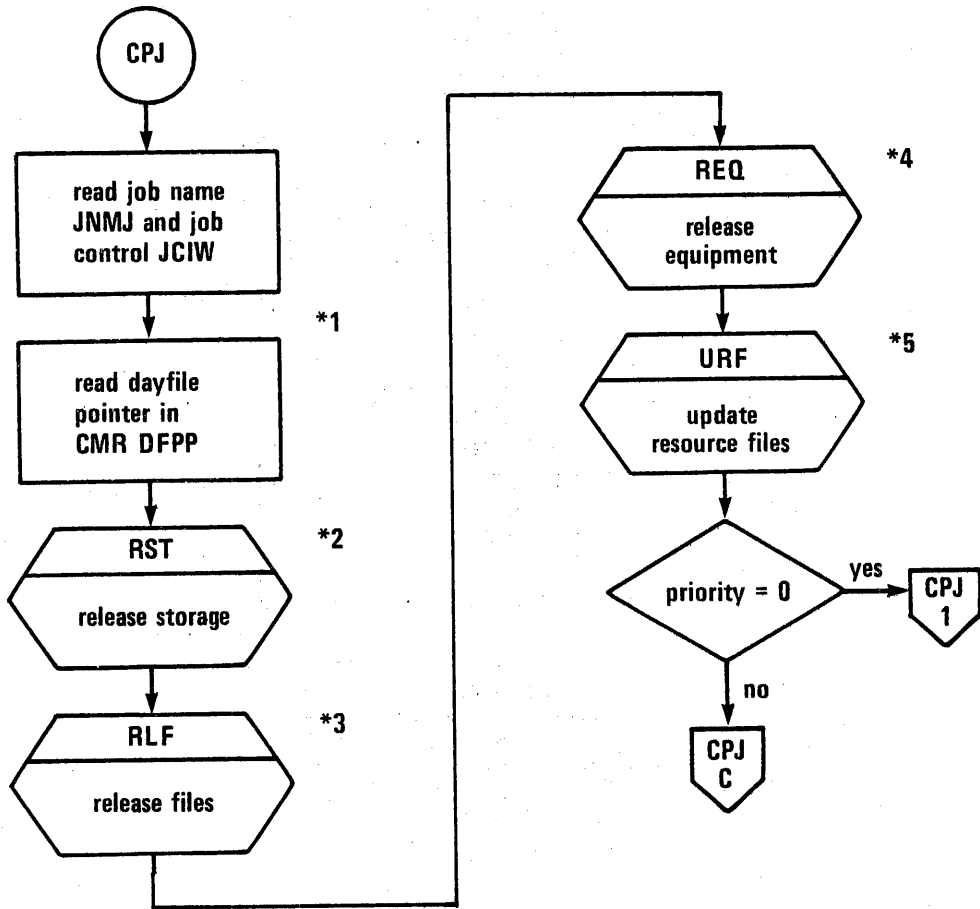 CPJ
read job name
JNMJ and job
control JCIW
*1
read dayfile
pointer in
CMR DFPP
RST
*2
release storage
RLF
*3
release files
REQ
*4
release
equipment
URF
*5
update
resource files
priority = 0
yes
CPJ
1
no
CPJ
C